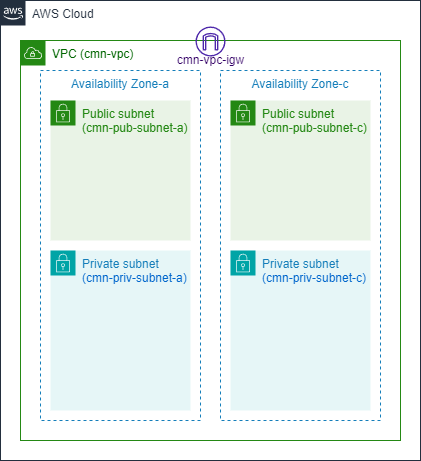 aws
AWS Cloud
VPC (cmn-vpc)
cmn-vpc-igw
Availability Zone-a
Availability Zone-c
Public subnet
(cmn-pub-subnet-a)
Public subnet
(cmn-pub-subnet-c)
Private subnet
(cmn-priv-subnet-a)
Private subnet
(cmn-priv-subnet-c)